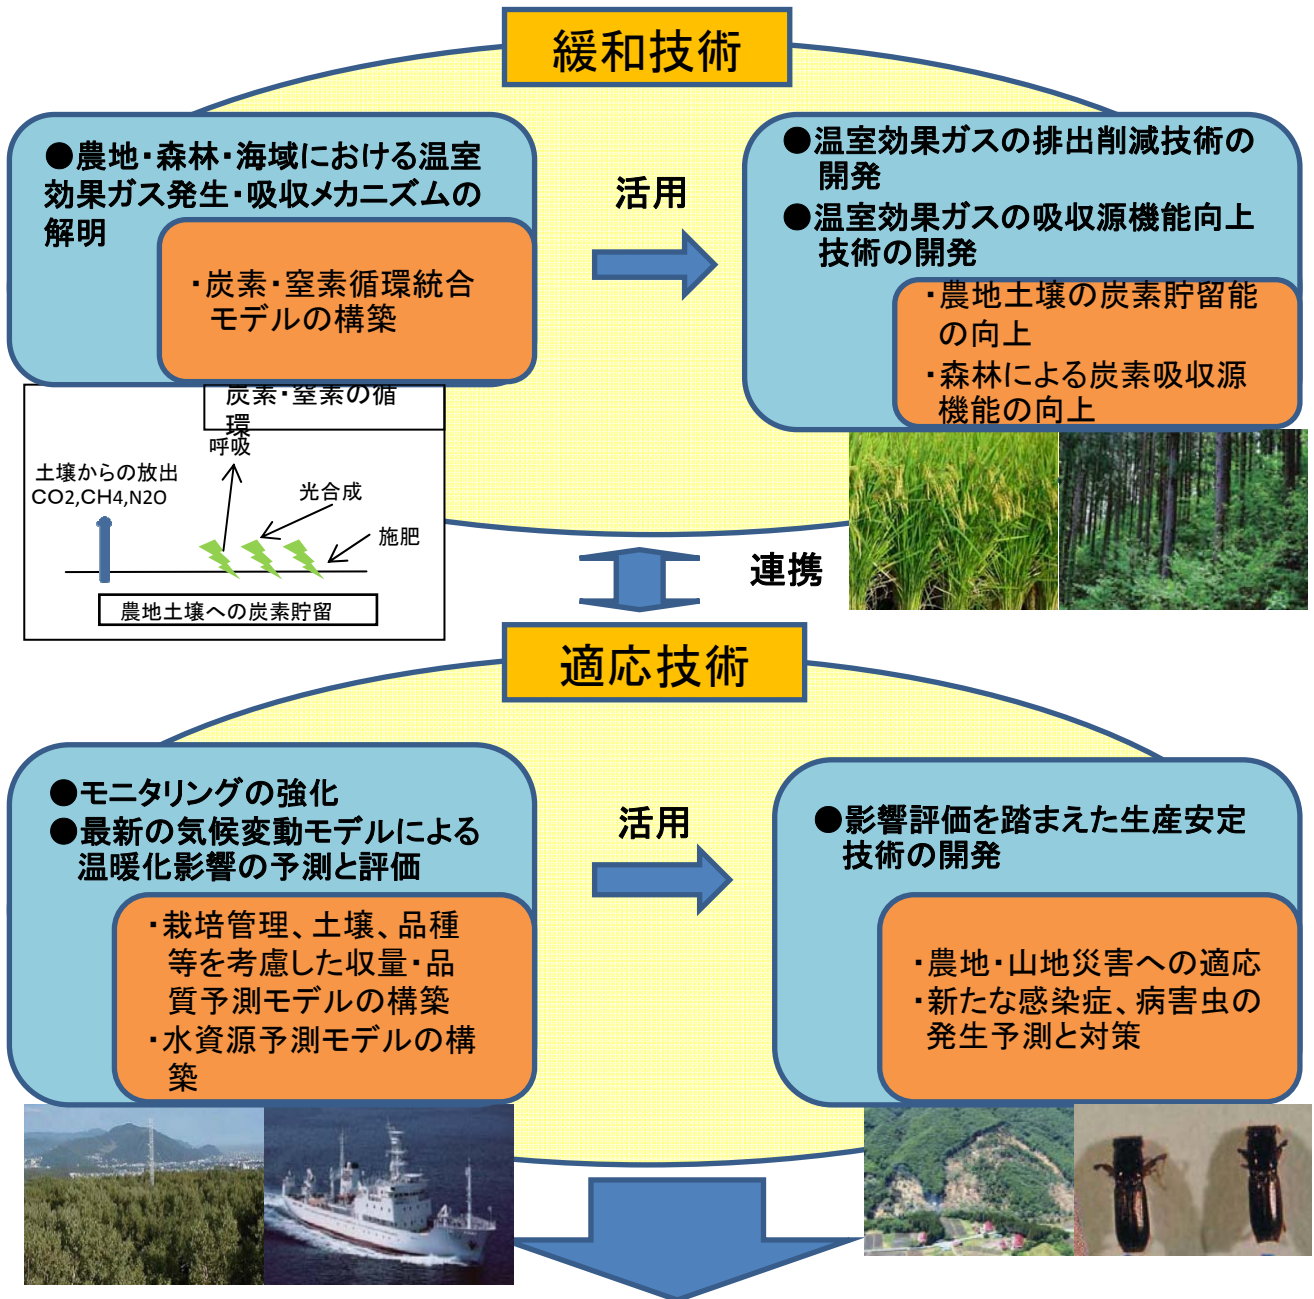 緩和技術
●農地・森林・海域における温室
効果ガス発生・吸収メカニズムの
解明
・炭素・窒素循環統合
モデルの構築
活用
●温室効果ガスの排出削減技術の
開発
●温室効果ガスの吸収源機能向上
技術の開発
・農地土壌の炭素貯留能
の向上
・森林による炭素吸収源
機能の向上
炭素・窒素の循
環
呼吸
土壌からの放出
CO2,CH4,N2O
光合成
施肥
農地土壌への炭素貯留
連携
適応技術
●モニタリングの強化
●最新の気候変動モデルによる
温暖化影響の予測と評価
・栽培管理、土壌、品種
等を考慮した収量・品
質予測モデルの構築
・水資源予測モデルの構
築
活用
●影響評価を踏まえた生産安定
技術の開発
・農地・山地災害への適応
・新たな感染症、病害虫の
発生予測と対策